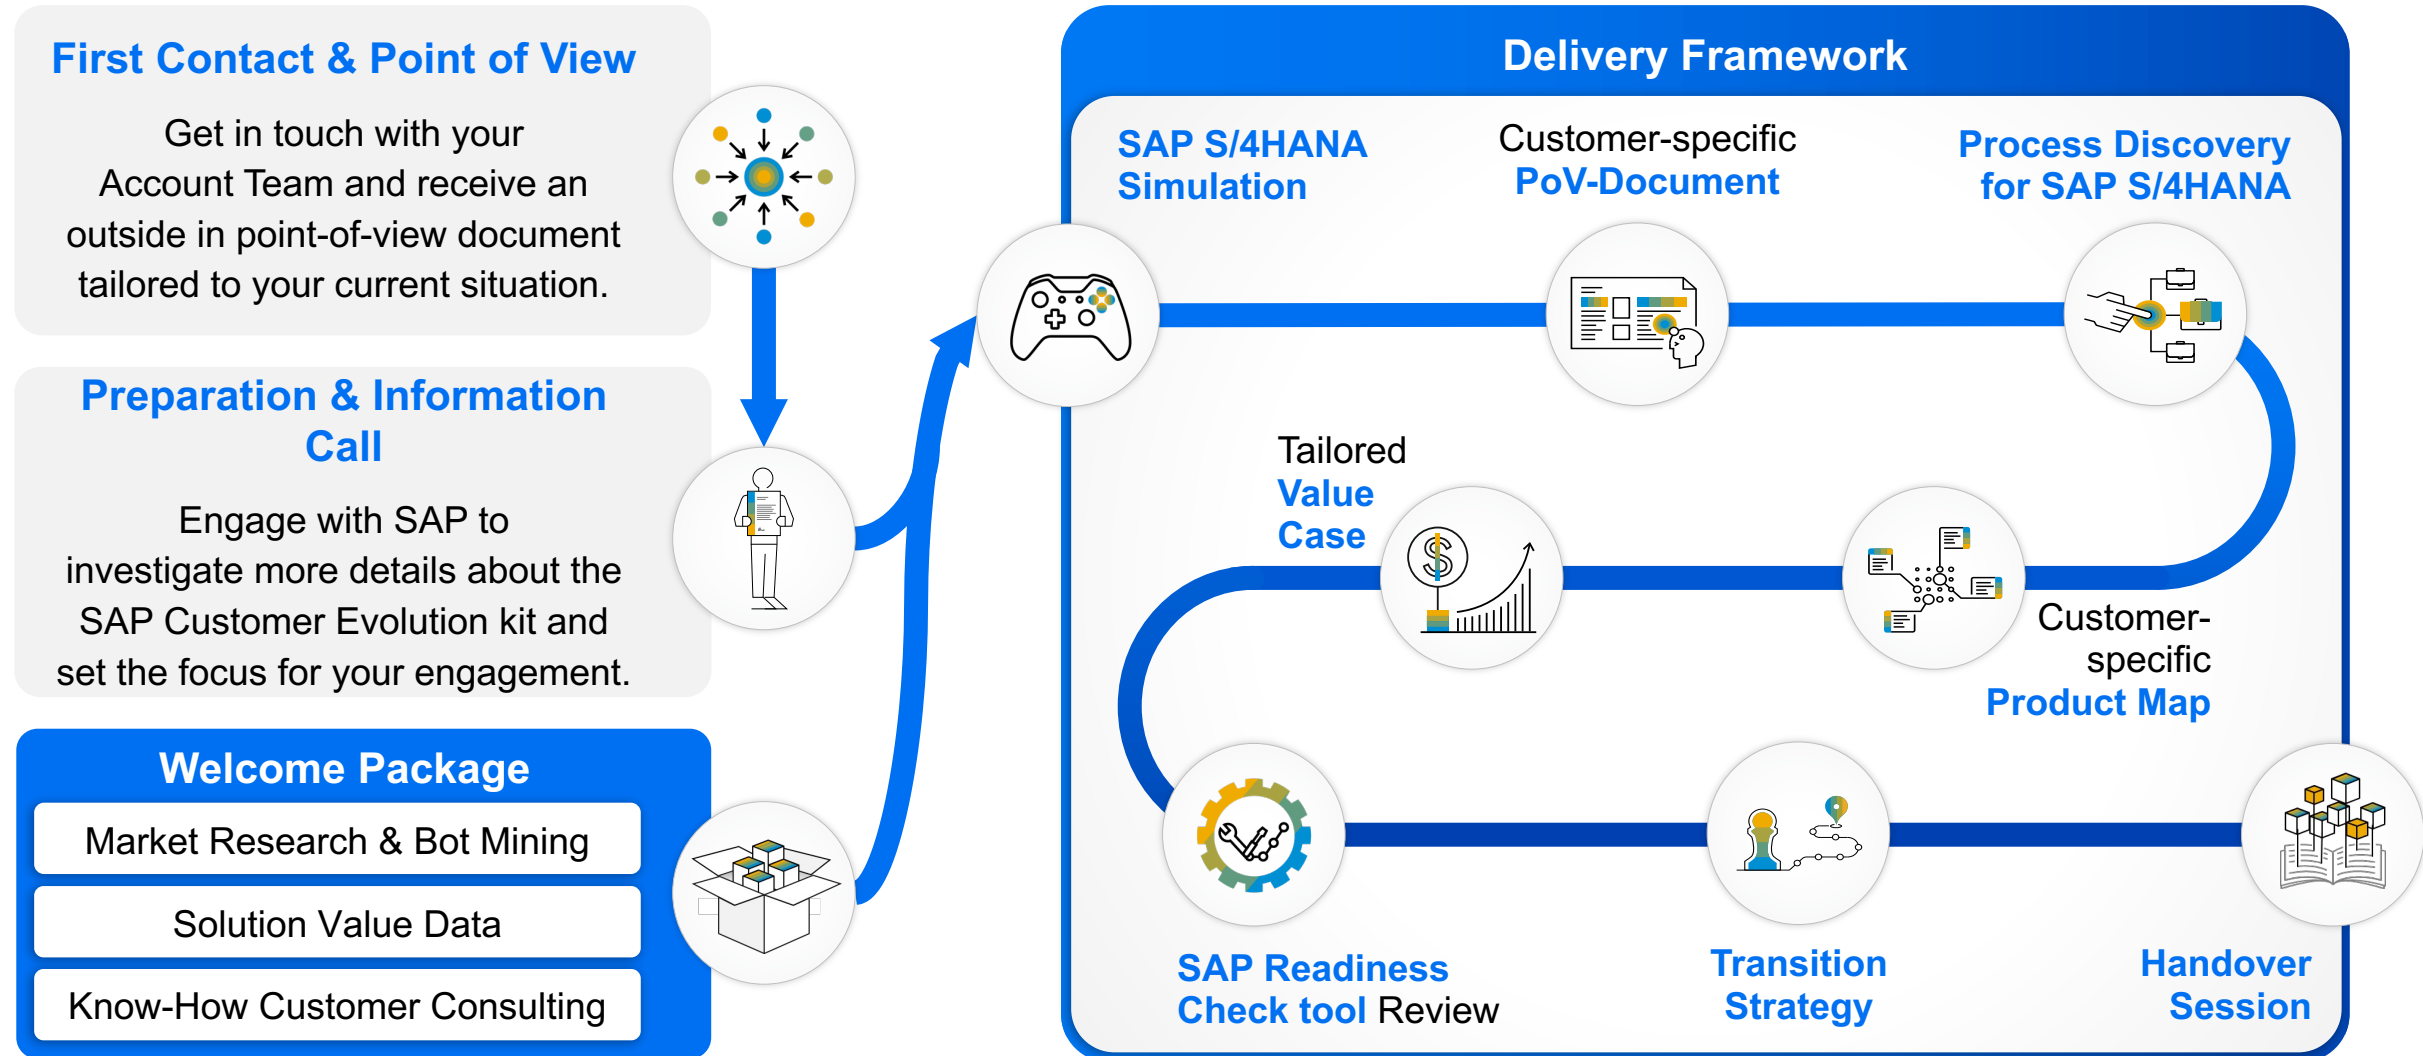 First Contact & Point of View
Get in touch with your
Account Team and receive an
outside in point-of-view document
tailored to your current situation.
Preparation & Information
Call
Engage with SAP to
investigate more details about the
SAP Customer Evolution kit and
set the focus for your engagement.
Welcome Package
Market Research & Bot Mining
Solution Value Data
Know-How Customer Consulting
Delivery Framework
SAP S/4HANA
Simulation
Customer-specific
PoV-Document
Process Discovery
for SAP S/4HANA
Tailored
Value
Case
Customer-
specific
Product Map
SAP Readiness
Check tool Review
Transition
Strategy
Handover
Session